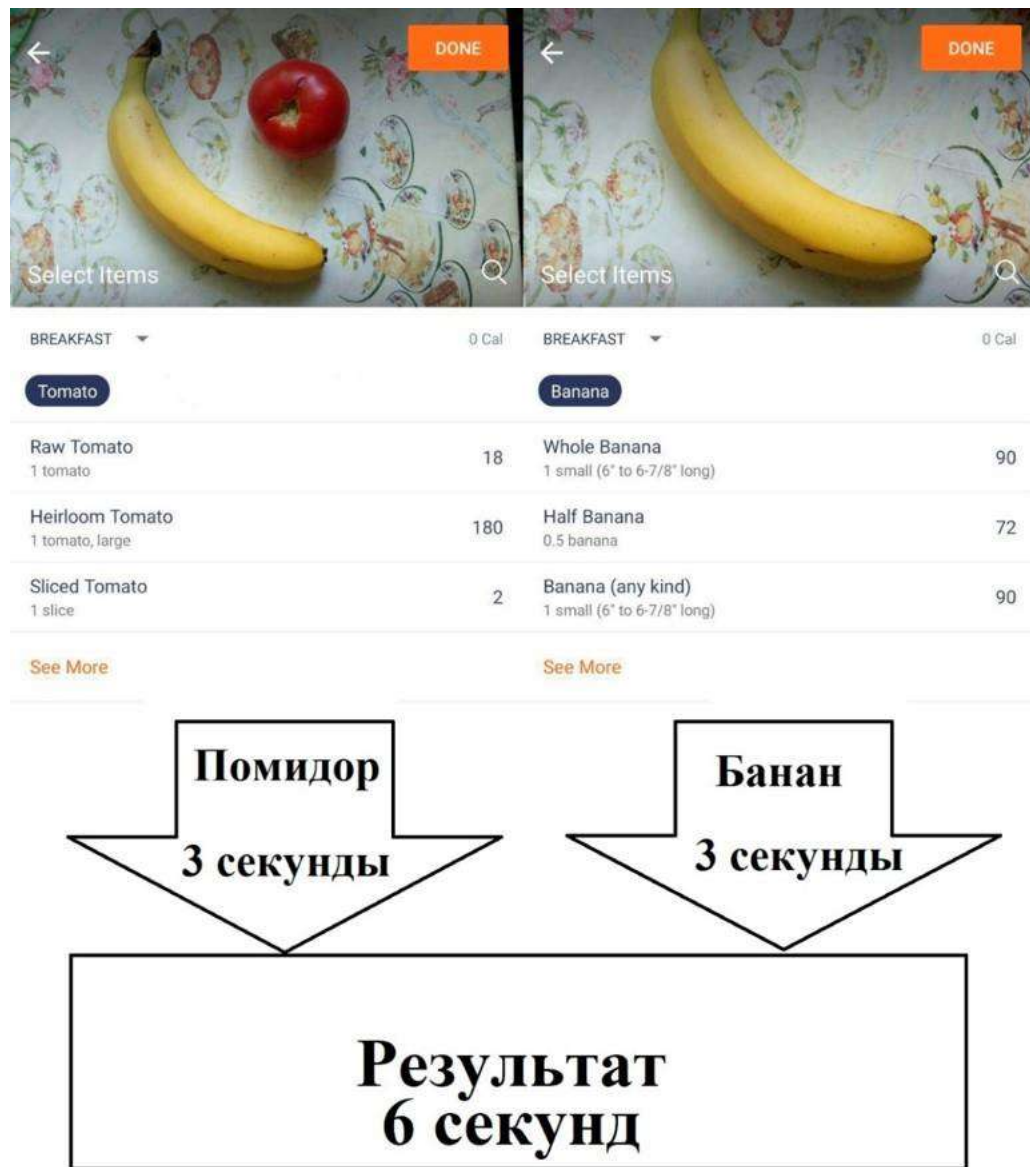 DONE
Select Items
BREAKFAST
0 Cal
Tomato
Raw Tomato
1 tomato
18
Heirloom Tomato
1 tomato, large
180
Sliced Tomato
1 slice
2
See More
DONE
Select Items
BREAKFAST
0 Cal
Banana
Whole Banana
1 small (6" to 6-7/8" long)
90
Half Banana
0.5 banana
72
Banana (any kind)
1 small (6" to 6-7/8" long)
90
See More
Помидор
3 секунды
Банан
3 секунды
Результат
6 секунд